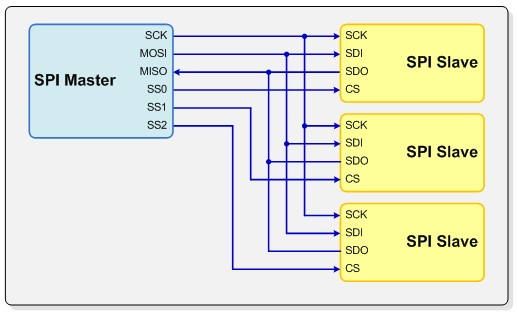 SCK
MOSI
MISO
SPI Master
SS0
SS1
SS2
SCK
SDI
SPI Slave
SDO
CS
SCK
SDI
SPI Slave
SDO
CS
SCK
SDI
SPI Slave
SDO
CS